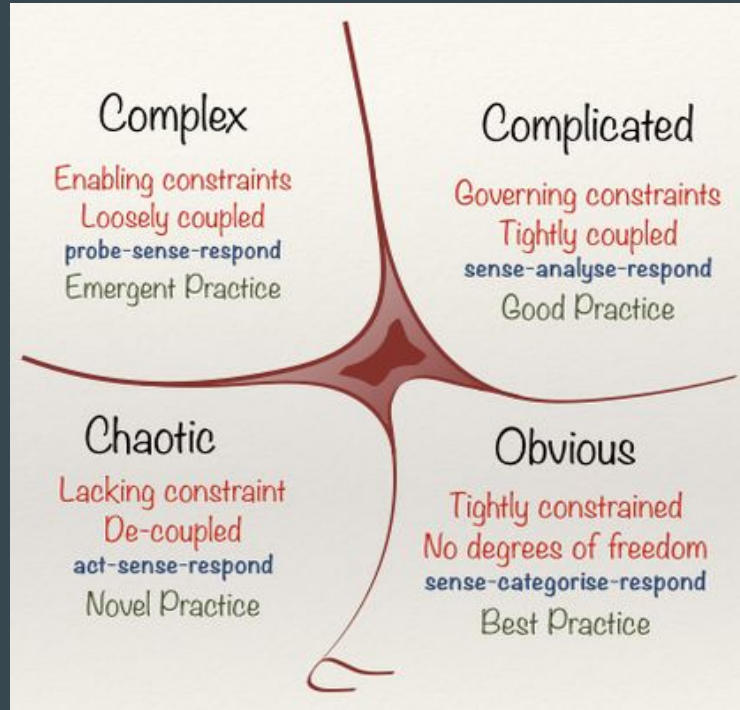 Complex
Enabling constraints
Loosely coupled
probe-sense-respond
Emergent Practice
Complicated
Governing constraints
Tightly coupled
sense-analyse-respond
Good Practice
Chaotic
Lacking constraint
De-coupled
act-sense-respond
Novel Practice
Obvious
Tightly constrained
No degrees of freedom
sense-categorise-respond
Best Practice